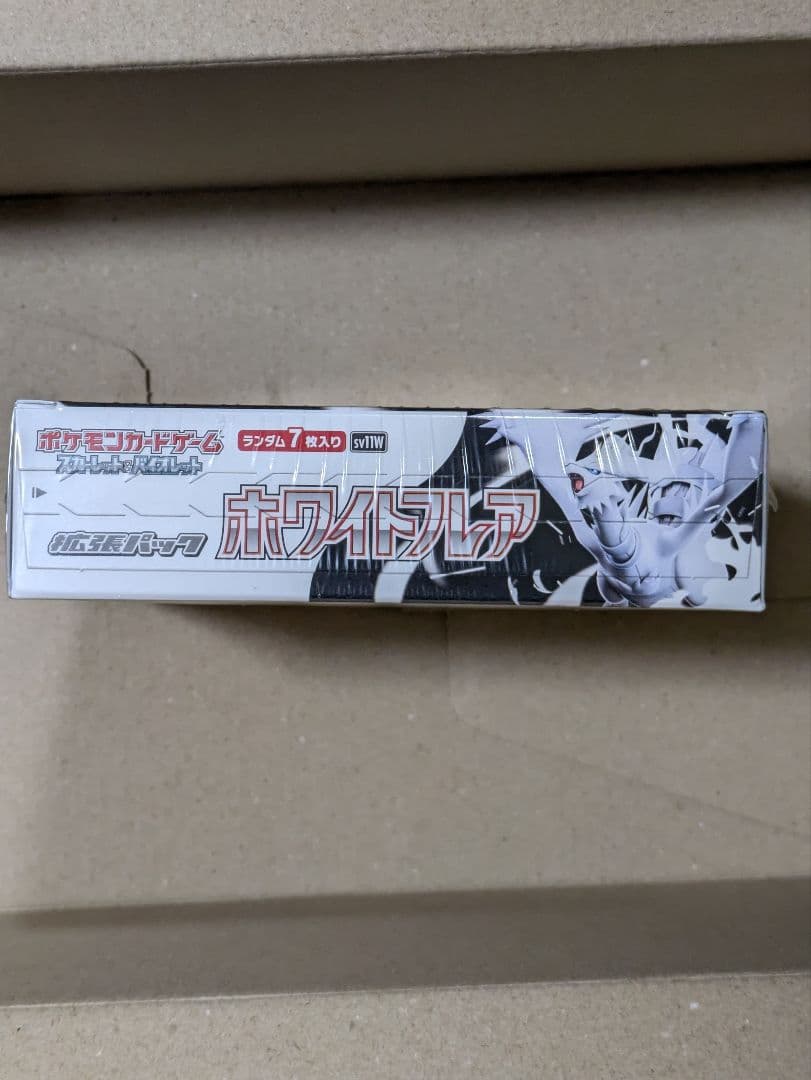 ポケモンカードゲーム
スカーレット&バイオレット
ランダム7枚入り
SV11W
拡張パック
ホワイトフレア